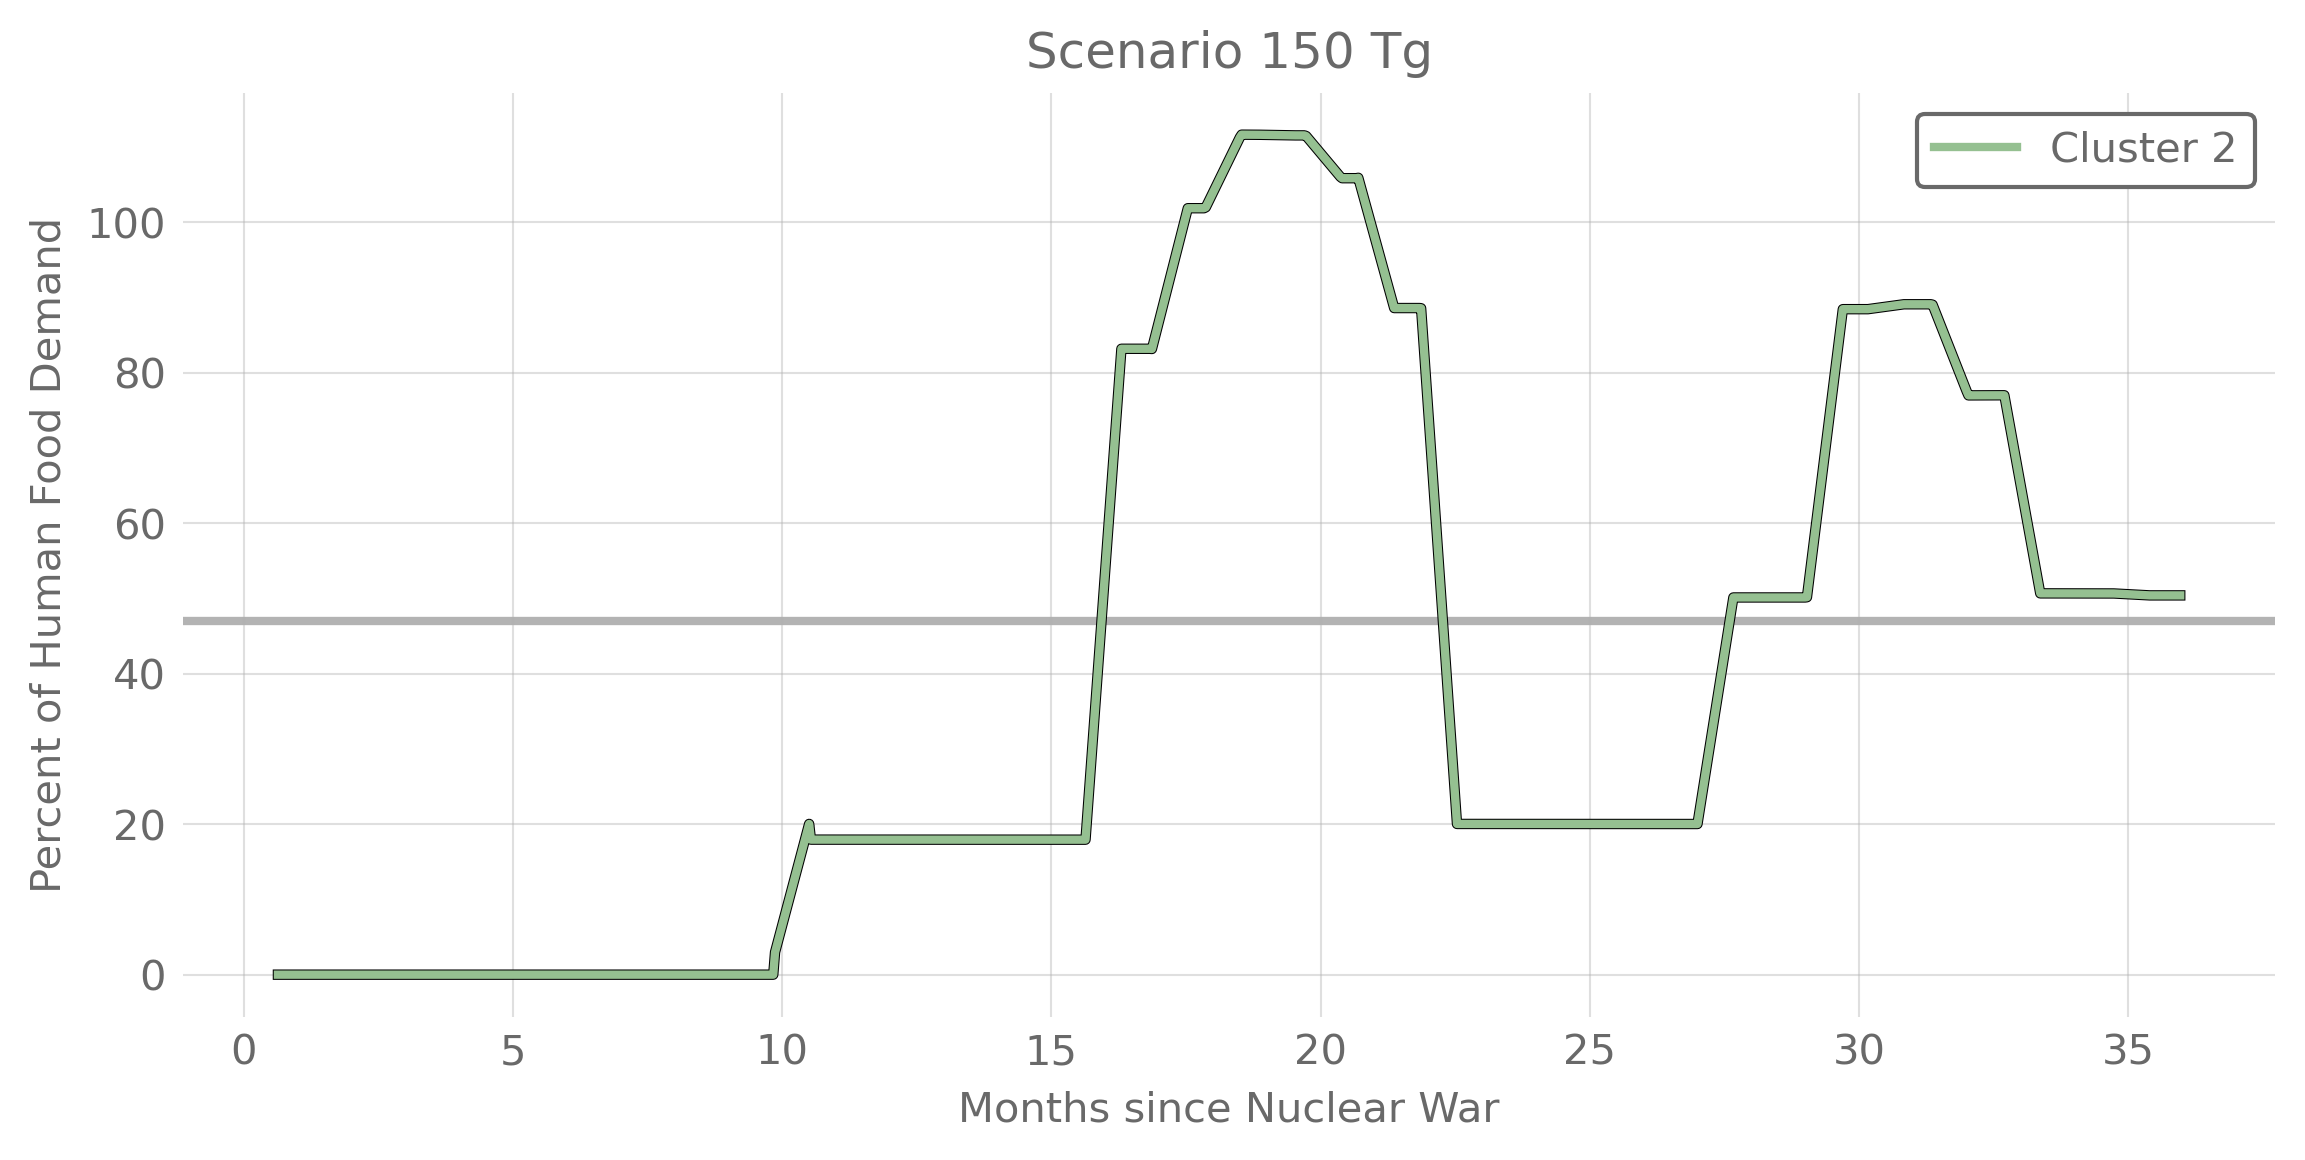 Scenario 150 Tg
Cluster 2
Percent of Human Food Demand
100
80
60
40
20
0
0 5 10 15 20 25 30 35
Months since Nuclear War